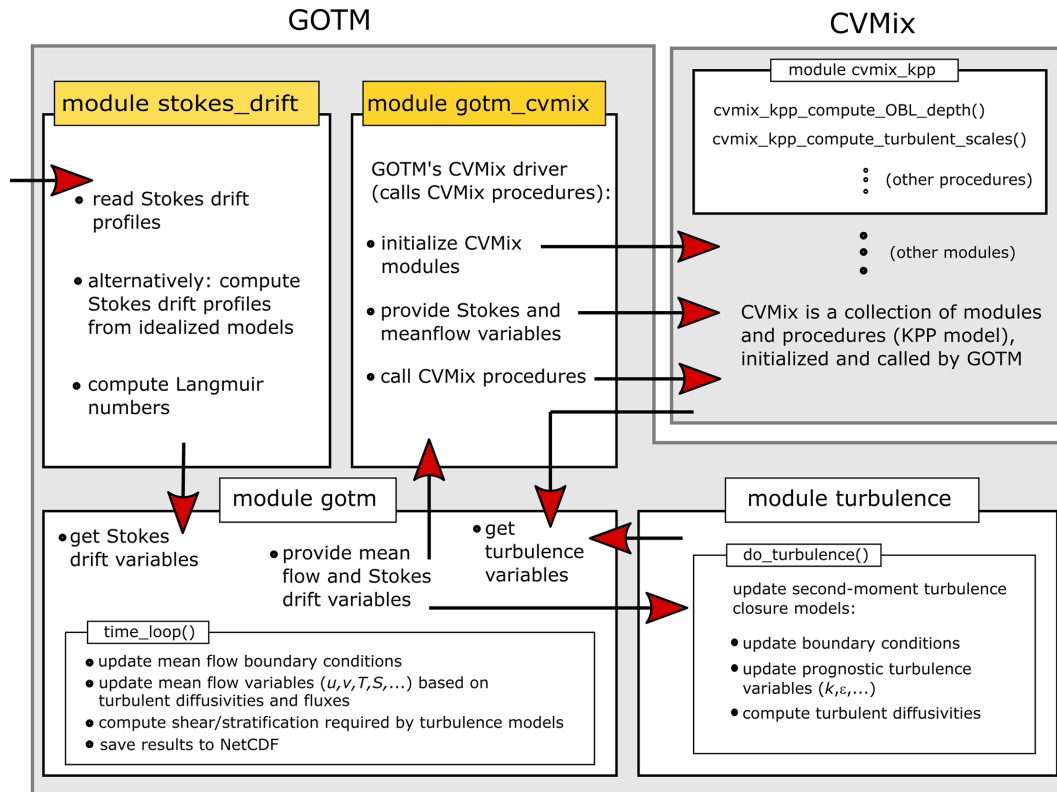 GOTM
CVMix
module stokes_drift
read Stokes drift
profiles
alternatively: compute
Stokes drift profiles
from idealized models
compute Langmuir
numbers
module gotm_cvmix
GOTM's CVMix driver
(calls CVMix procedures):
initialize CVMix
modules
provide Stokes and
meanflow variables
call CVMix procedures
module cvmix_kpp
cvmix_kpp_compute_OBL_depth()
cvmix_kpp_compute_turbulent_scales()
(other procedures)
(other modules)
CVMix is a collection of modules
and procedures (KPP model),
initialized and called by GOTM
module gotm
get Stokes
drift variables
provide mean
flow and Stokes
drift variables
get
turbulence
variables
time_loop()
update mean flow boundary conditions
update mean flow variables (u,v,T,S,...) based on
turbulent diffusivities and fluxes
compute shear/stratification required by turbulence models
save results to NetCDF
module turbulence
do_turbulence()
update second-moment turbulence
closure models:
update boundary conditions
update prognostic turbulence
variables (k,ε,...)
compute turbulent diffusivities